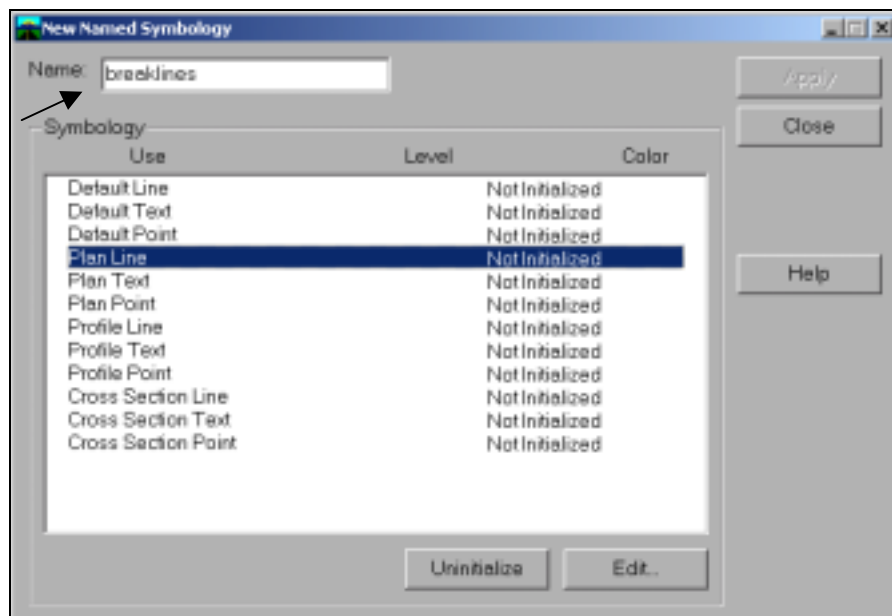 New Named Symbology
Name: breaklines
Apply
Close
Symbology
Use Level Color
Default Line Not Initialized
Default Text Not Initialized
Default Point Not Initialized
Plan Line Not Initialized
Plan Text Not Initialized
Plan Point Not Initialized
Profile Line Not Initialized
Profile Text Not Initialized
Profile Point Not Initialized
Cross Section Line Not Initialized
Cross Section Text Not Initialized
Cross Section Point Not Initialized
Help
Uninitialize Edit...